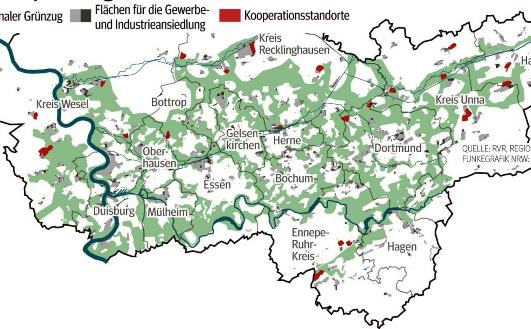 naler Grünzug
Flächen für die Gewerbe-
und Industrieansiedlung
Kooperationsstandorte
Kreis
Recklinghausen
Kreis Wesel
Bottrop
Kreis Unna
Gelsen-
kirchen
Herne
Ober-
hausen
Dortmund
QUELLE: RVR, REGIO
FUNKEGRAFIK NRW:
Essen
Bochum
Duisburg
Mülheim
Ennepe-
Ruhr-
Kreis
Hagen